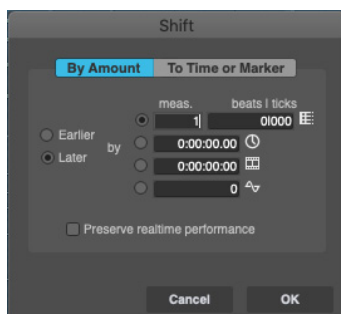 Shift
By Amount To Time or Marker
meas. beats | ticks
1 0|000
Earlier
Later
by
0:00:00.00
0:00:00:00
0
Preserve realtime performance
Cancel OK